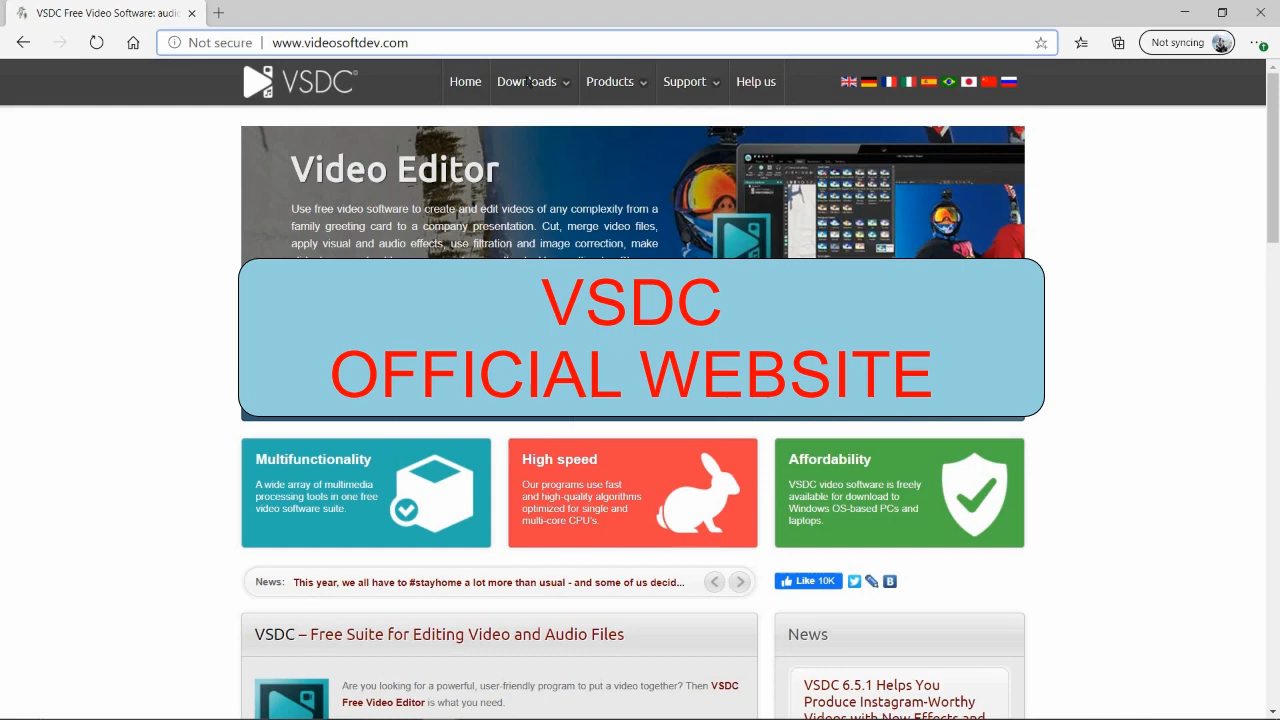 VSDC Free Video Software: audio
Not secure
www.videosoftdev.com
Not syncing
VSDC
Home
Downloads
Products
Support
Help us
Video Editor
Use free video software to create and edit videos of any complexity from a
family greeting card to a company presentation. Cut, merge video files,
apply visual and audio effects, use filtration and image correction, make
VSDC
OFFICIAL WEBSITE
Multifunctionality
A wide array of multimedia
processing tools in one free
video software suite.
High speed
Our programs use fast
and high-quality algorithms
optimized for single and
multi-core CPU's.
Affordability
VSDC video software is freely
available for download to
Windows OS-based PCs and
laptops.
News: This year, we all have to #stayhome a lot more than usual - and some of us decid...
Like 10K
VSDC – Free Suite for Editing Video and Audio Files
Are you looking for a powerful, user-friendly program to put a video together? Then VSDC
Free Video Editor is what you need.
News
VSDC 6.5.1 Helps You
Produce Instagram-Worthy
Videos with New Effects and